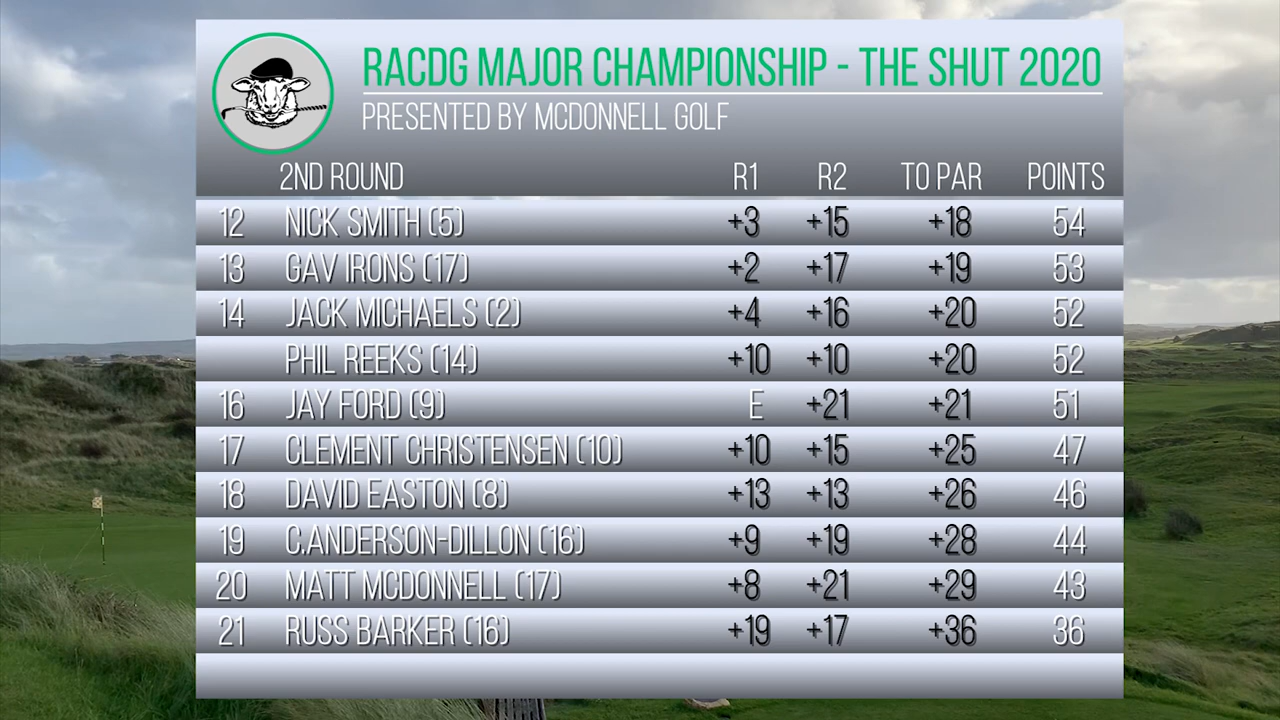 RACDG MAJOR CHAMPIONSHIP - THE SHUT 2020
PRESENTED BY MCDONNELL GOLF
2ND ROUND R1 R2 TO PAR POINTS
12 NICK SMITH (5) +3 +15 +18 54
13 GAV IRONS (17) +2 +17 +19 53
14 JACK MICHAELS (2) +4 +16 +20 52
PHIL REEKS (14) +10 +10 +20 52
16 JAY FORD (9) E +21 +21 51
17 CLEMENT CHRISTENSEN (10) +10 +15 +25 47
18 DAVID EASTON (8) +13 +13 +26 46
19 C.ANDERSON-DILLON (16) +9 +19 +28 44
20 MATT MCDONNELL (17) +8 +21 +29 43
21 RUSS BARKER (16) +19 +17 +36 36